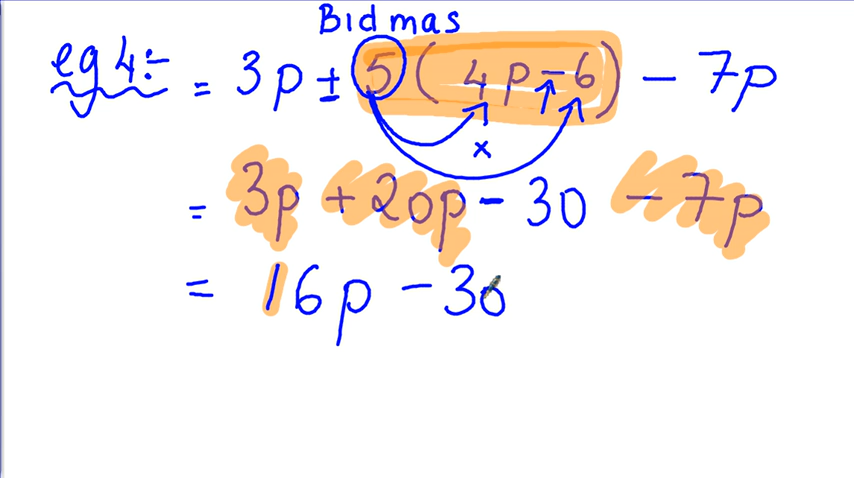 Bidmas
eg 4:- = 3p ± 5 ( 4p - 6 ) - 7p
x
= 3p + 20p - 30 - 7p
= 16p - 30